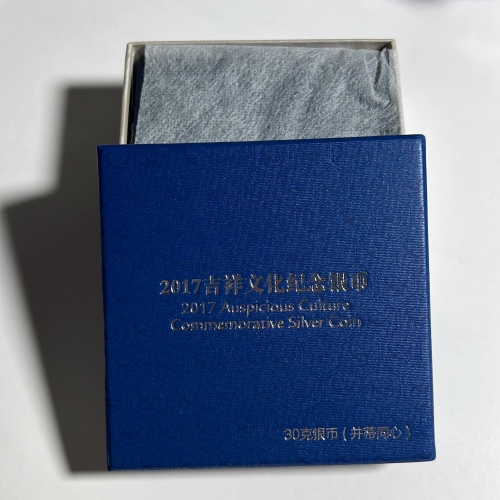 2017吉祥文化纪念银币
2017 Auspicious Culture
Commemorative Silver Coin
30克银币（并蒂同心）